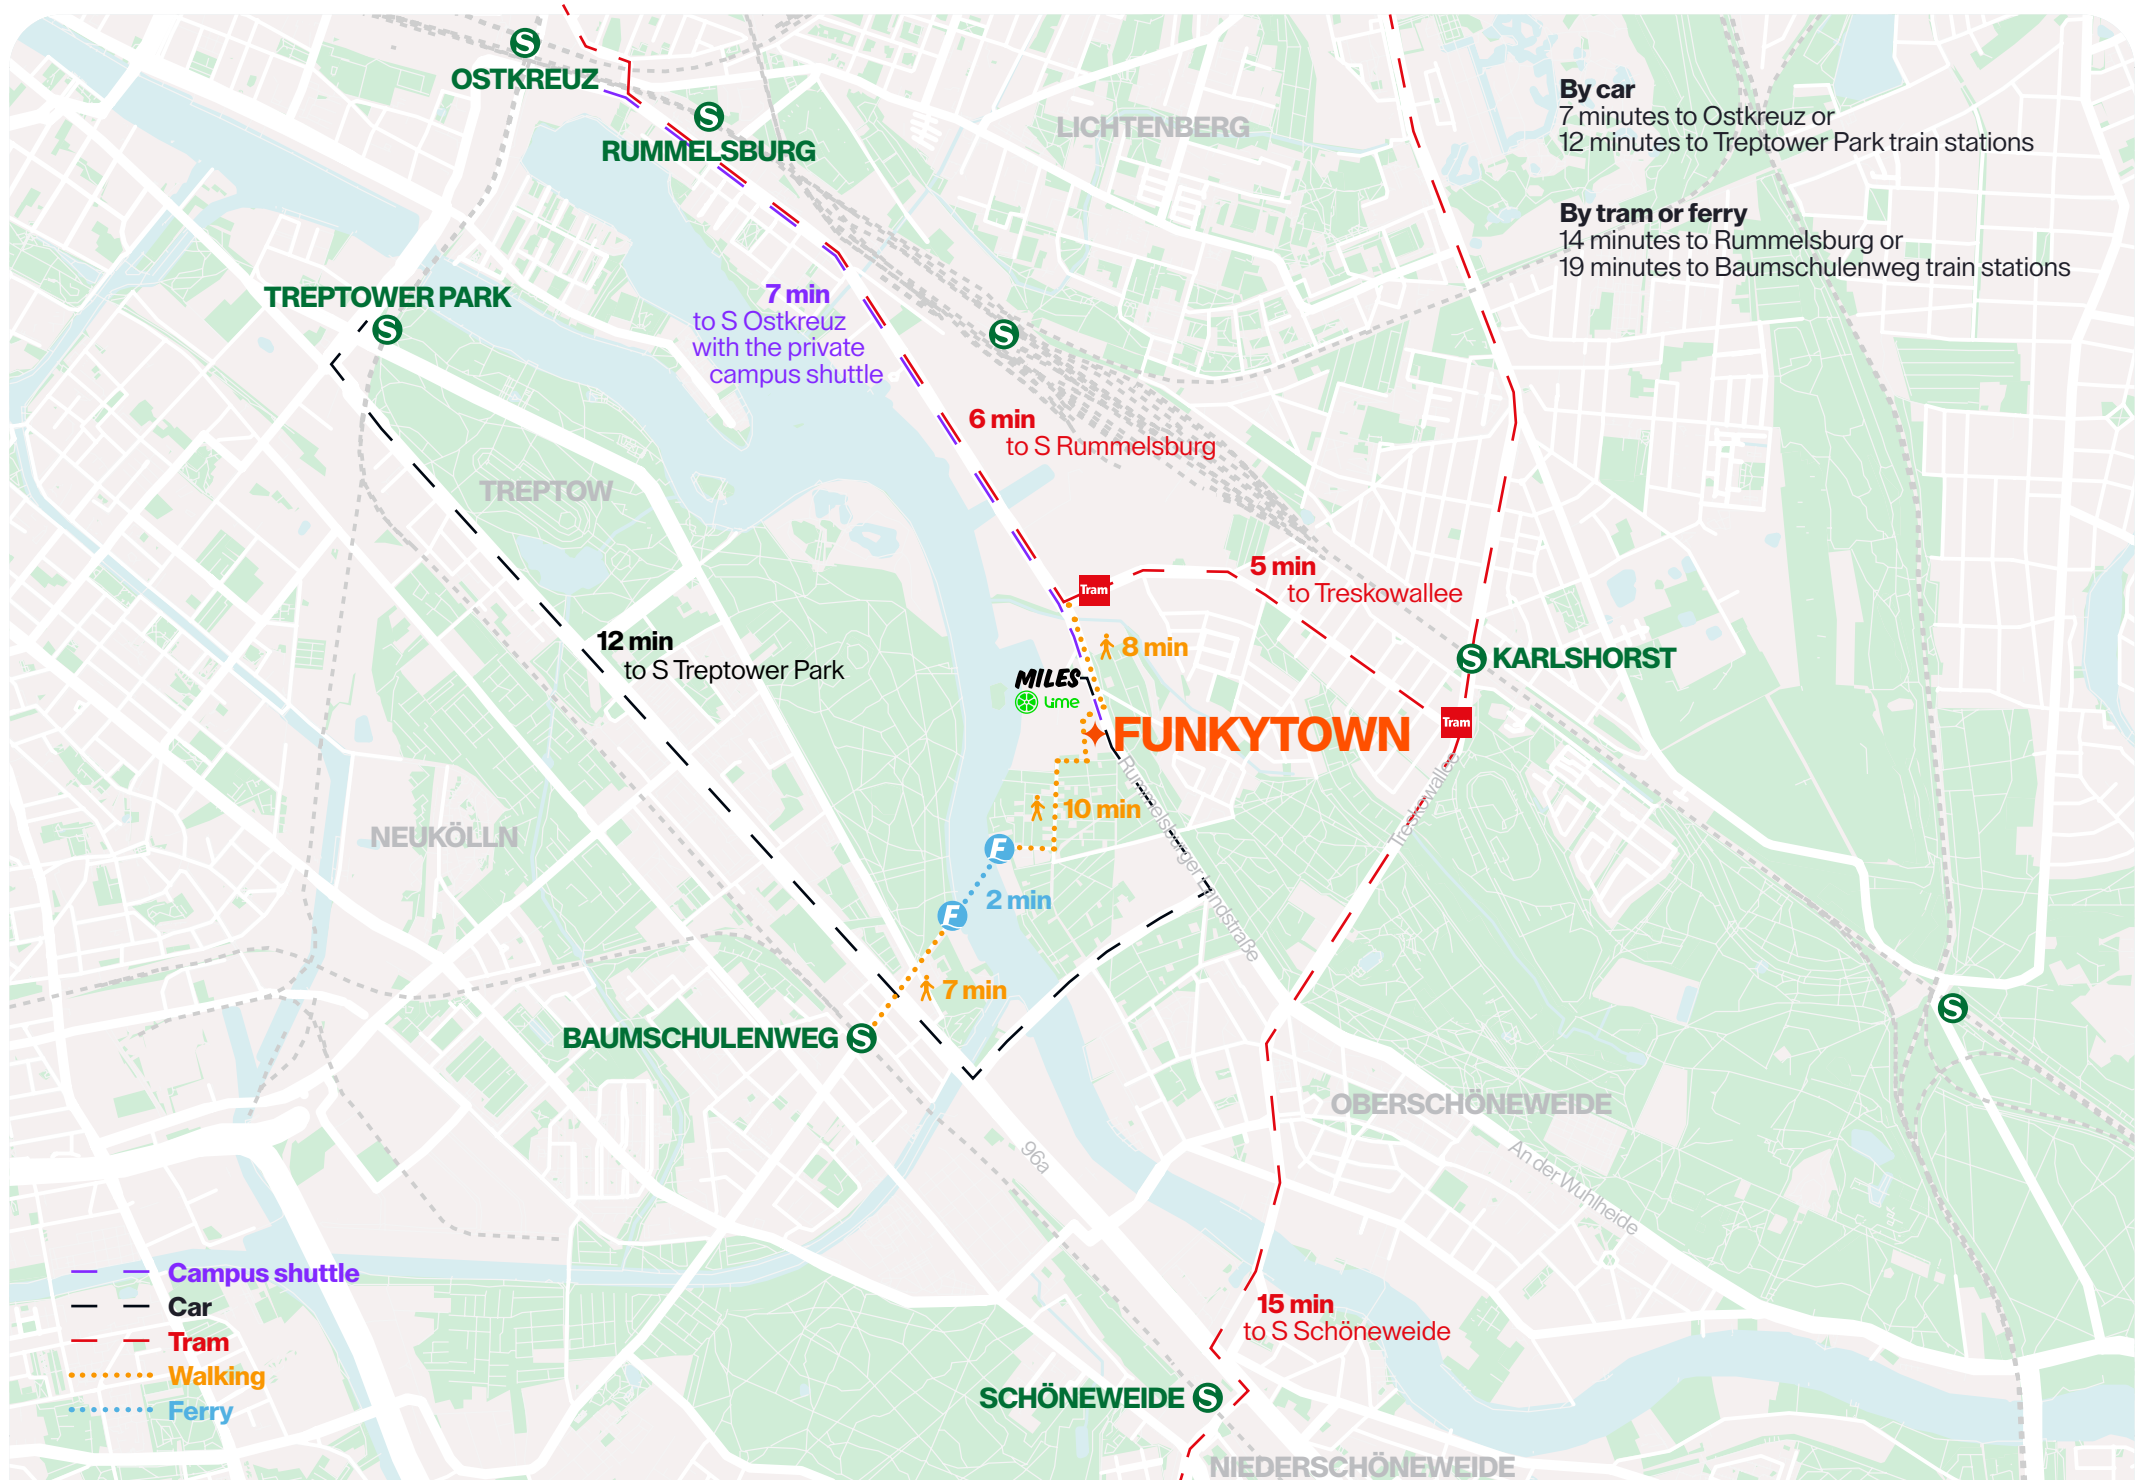 OSTKREUZ
RUMMELSBURG
LICHTENBERG
By car
7 minutes to Ostkreuz or
12 minutes to Treptower Park train stations
By tram or ferry
14 minutes to Rummelsburg or
19 minutes to Baumschulenweg train stations
TREPTOWER PARK
7 min
to S Ostkreuz
with the private
campus shuttle
6 min
to S Rummelsburg
TREPTOW
5 min
to Treskowallee
Tram
12 min
to S Treptower Park
8 min
KARLSHORST
MILES
Lime
FUNKYTOWN
Tram
Rummelsburger Landstraße
Treskowallee
10 min
NEUKÖLLN
F
2 min
F
7 min
BAUMSCHULENWEG
S
S
S
S
S
S
S
S
OBERSCHÖNEWEIDE
96a
An der Wuhlheide
Campus shuttle
Car
Tram
Walking
Ferry
15 min
to S Schöneweide
SCHÖNEWEIDE
NIEDERSCHÖNEWEIDE